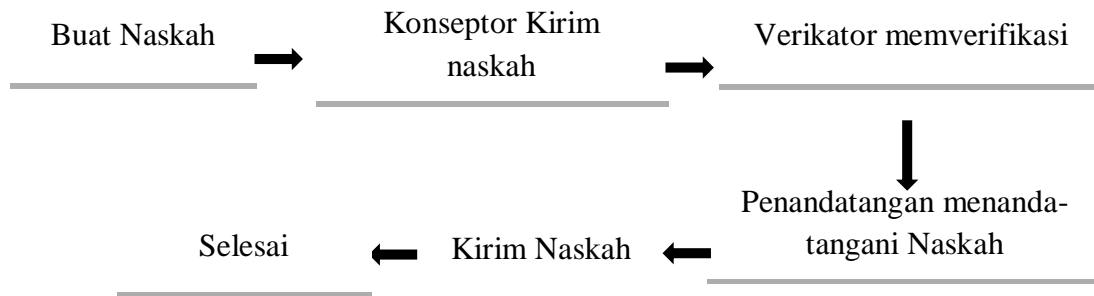 Buat Naskah
Konseptor Kirim
naskah
Verikator memverifikasi
Penandatangan menanda-
tangani Naskah
Kirim Naskah
Selesai